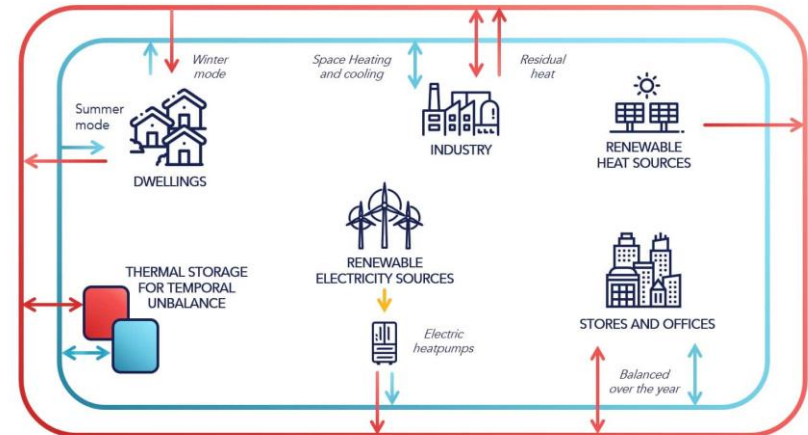 Winter
mode
Space Heating
and cooling
Residual
heat
Summer
mode
DWELLINGS
INDUSTRY
RENEWABLE
HEAT SOURCES
THERMAL STORAGE
FOR TEMPORAL
UNBALANCE
RENEWABLE
ELECTRICITY SOURCES
STORES AND OFFICES
Electric
heatpumps
Balanced
over the year